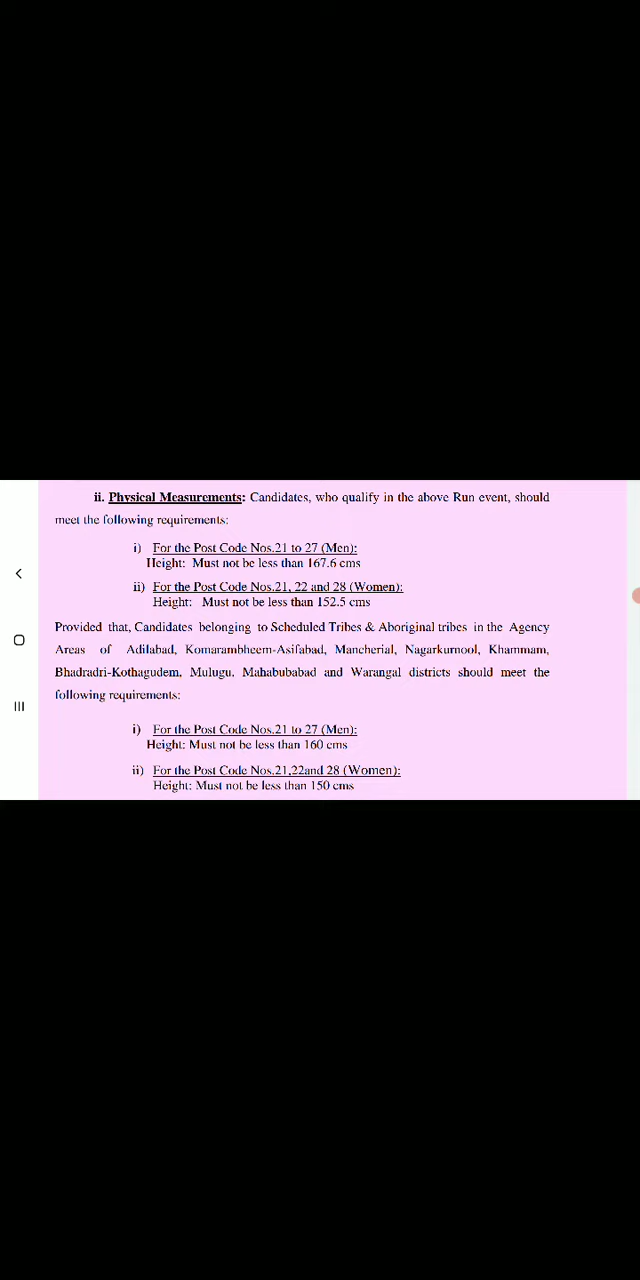 ii. Physical Measurements: Candidates, who qualify in the above Run event, should
meet the following requirements:
i) For the Post Code Nos.21 to 27 (Men):
Height: Must not be less than 167.6 cms
ii) For the Post Code Nos.21, 22 and 28 (Women):
Height: Must not be less than 152.5 cms
Provided that, Candidates belonging to Scheduled Tribes & Aboriginal tribes in the Agency
Areas of Adilabad, Komarambheem-Asifabad, Mancherial, Nagarkurnool, Khammam,
Bhadradri-Kothagudem, Mulugu, Mahabubabad and Warangal districts should meet the
following requirements:
i) For the Post Code Nos.21 to 27 (Men):
Height: Must not be less than 160 cms
ii) For the Post Code Nos.21,22and 28 (Women):
Height: Must not be less than 150 cms